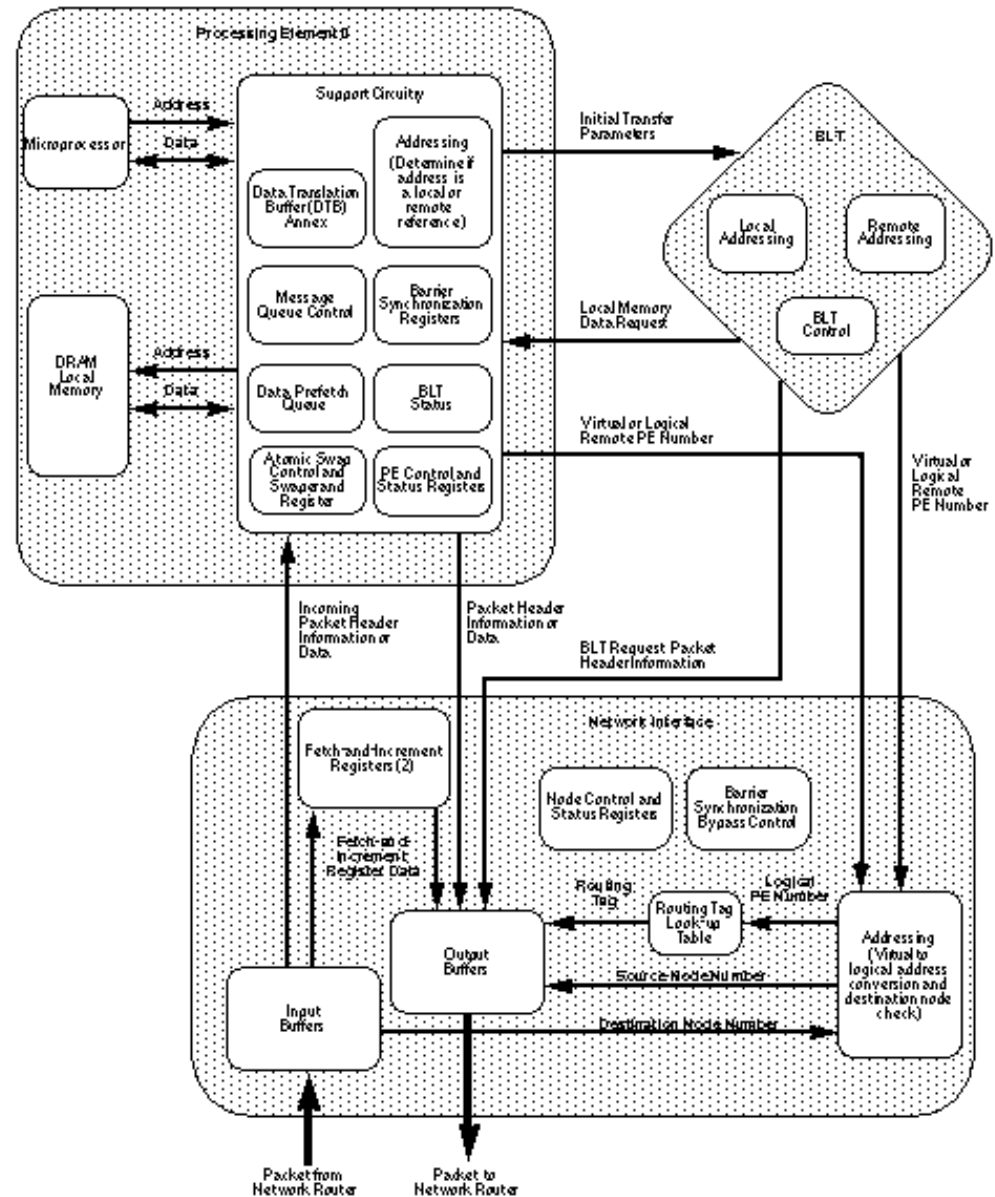 Processing Element 0
Support Circuitry
Microprocessor
Address
Data
Data Translation
Buffer (DTB)
Annex
Addressing
(Determine if
address is
a local or
remote
reference)
Message
Queue Control
Barrier
Synchronization
Registers
DRAM
Local
Memory
Address
Data
Data Prefetch
Queue
BLT
Status
Atomic Swap
Control and
Swaperand
Register
PE Control and
Status Registers
Initial Transfer
Parameters
BLT
Local
Addressing
Remote
Addressing
BLT
Control
Local Memory
Data Request
Virtual or Logical
Remote PE Number
Virtual or
Logical
Remote
PE Number
Incoming
Packet Header
Information or
Data
Packet Header
Information or
Data
BLT Request Packet
Header Information
Network Interface
Fetch-and-Increment
Registers (2)
Node Control and
Status Registers
Barrier
Synchronization
Bypass Control
Fetch-and-
Increment
Register Data
Routing
Tag
Routing Tag
Look-up
Table
Logical
PE Number
Output
Buffers
Addressing
(Virtual to
logical address
conversion and
destination node
check)
Source Node Number
Input
Buffers
Destination Node Number
Packet from
Network Router
Packet to
Network Router